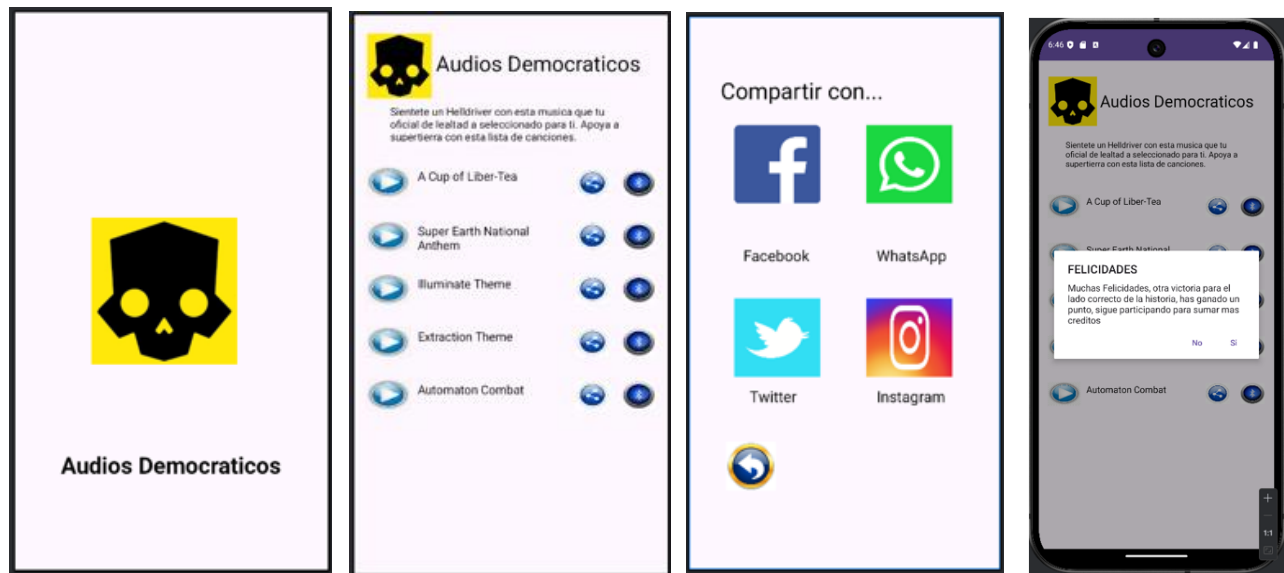 Audios Democraticos
Audios Democraticos
Sientete un Helldriver con esta musica que tu
oficial de lealtad a seleccionado para ti. Apoya a
supertierra con esta lista de canciones.
A Cup of Liber-Tea
Super Earth National
Anthem
Illuminate Theme
Extraction Theme
Automaton Combat
Compartir con...
Facebook
WhatsApp
Twitter
Instagram
6:46
Audios Democraticos
Sientete un Helldriver con esta musica que tu
oficial de lealtad a seleccionado para ti. Apoya a
supertierra con esta lista de canciones.
A Cup of Liber-Tea
Super Earth National
FELICIDADES
Muchas Felicidades, otra victoria para el
lado correcto de la historia, has ganado un
punto, sigue participando para sumar mas
creditos
No
Si
Automaton Combat
1:1